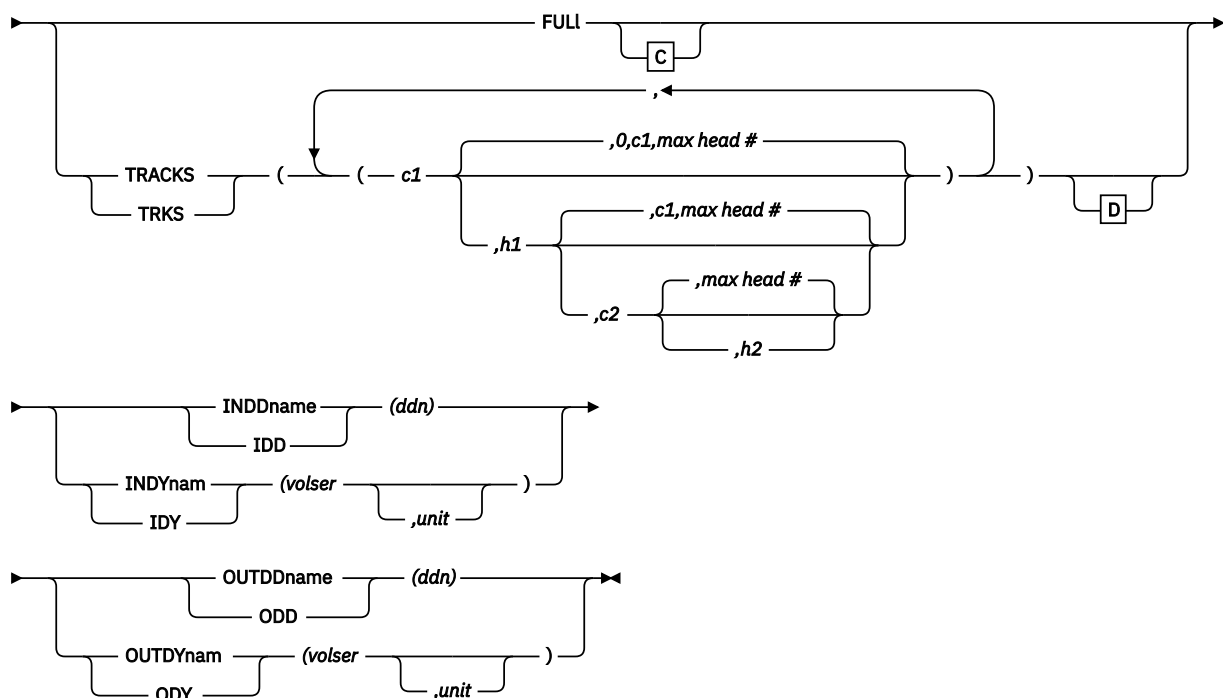 FULl
C
,
,0,c1,max head #
TRACKS ( ( c1 ) ) 
TRKS
D
,c1,max head #
,h1
,max head #
,c2
,h2
INDDname (ddn)
IDD
INDYnam (volser )
IDY ,unit
OUTDDname (ddn)
ODD
OUTDYnam (volser )
ODY ,unit